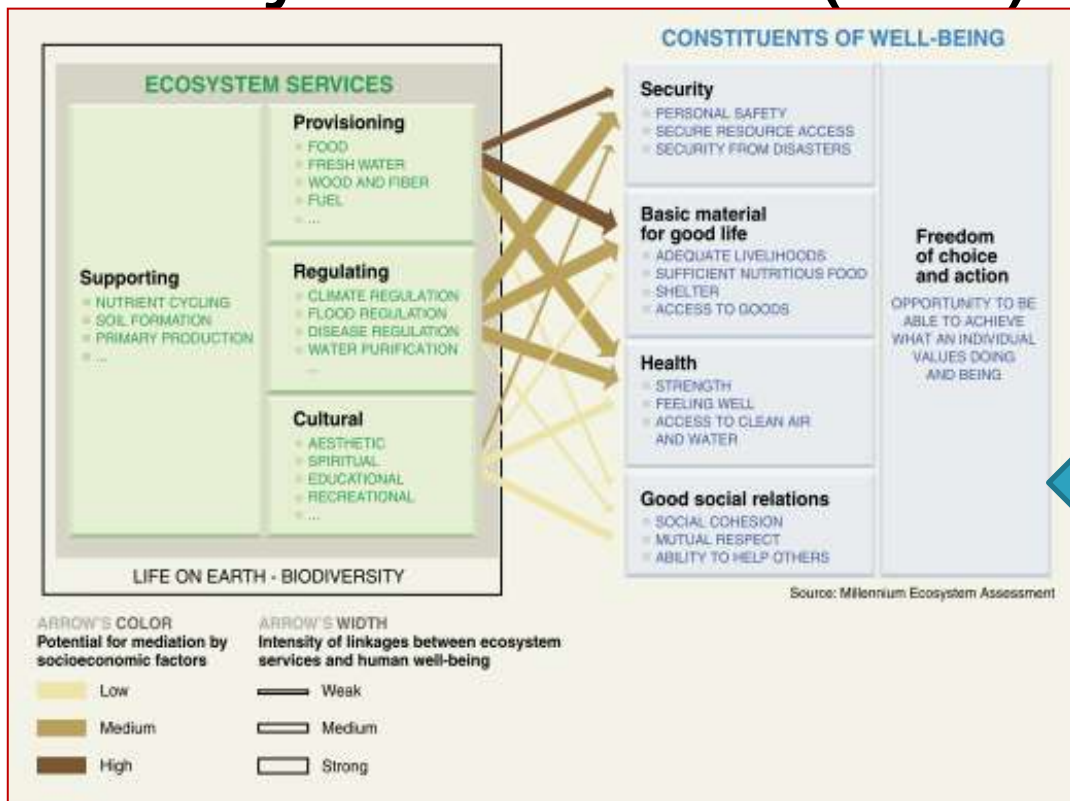 CONSTITUENTS OF WELL-BEING
ECOSYSTEM SERVICES
Provisioning
FOOD
FRESH WATER
WOOD AND FIBER
FUEL
...
Supporting
NUTRIENT CYCLING
SOIL FORMATION
PRIMARY PRODUCTION
...
Regulating
CLIMATE REGULATION
FLOOD REGULATION
DISEASE REGULATION
WATER PURIFICATION
...
Cultural
AESTHETIC
SPIRITUAL
EDUCATIONAL
RECREATIONAL
...
LIFE ON EARTH - BIODIVERSITY
Security
PERSONAL SAFETY
SECURE RESOURCE ACCESS
SECURITY FROM DISASTERS
Basic material
for good life
ADEQUATE LIVELIHOODS
SUFFICIENT NUTRITIOUS FOOD
SHELTER
ACCESS TO GOODS
Health
STRENGTH
FEELING WELL
ACCESS TO CLEAN AIR
AND WATER
Good social relations
SOCIAL COHESION
MUTUAL RESPECT
ABILITY TO HELP OTHERS
Freedom
of choice
and action
OPPORTUNITY TO BE
ABLE TO ACHIEVE
WHAT AN INDIVIDUAL
VALUES DOING
AND BEING
Source: Millennium Ecosystem Assessment
ARROW'S COLOR
Potential for mediation by
socioeconomic factors
Low
Medium
High
ARROW'S WIDTH
Intensity of linkages between ecosystem
services and human well-being
Weak
Medium
Strong